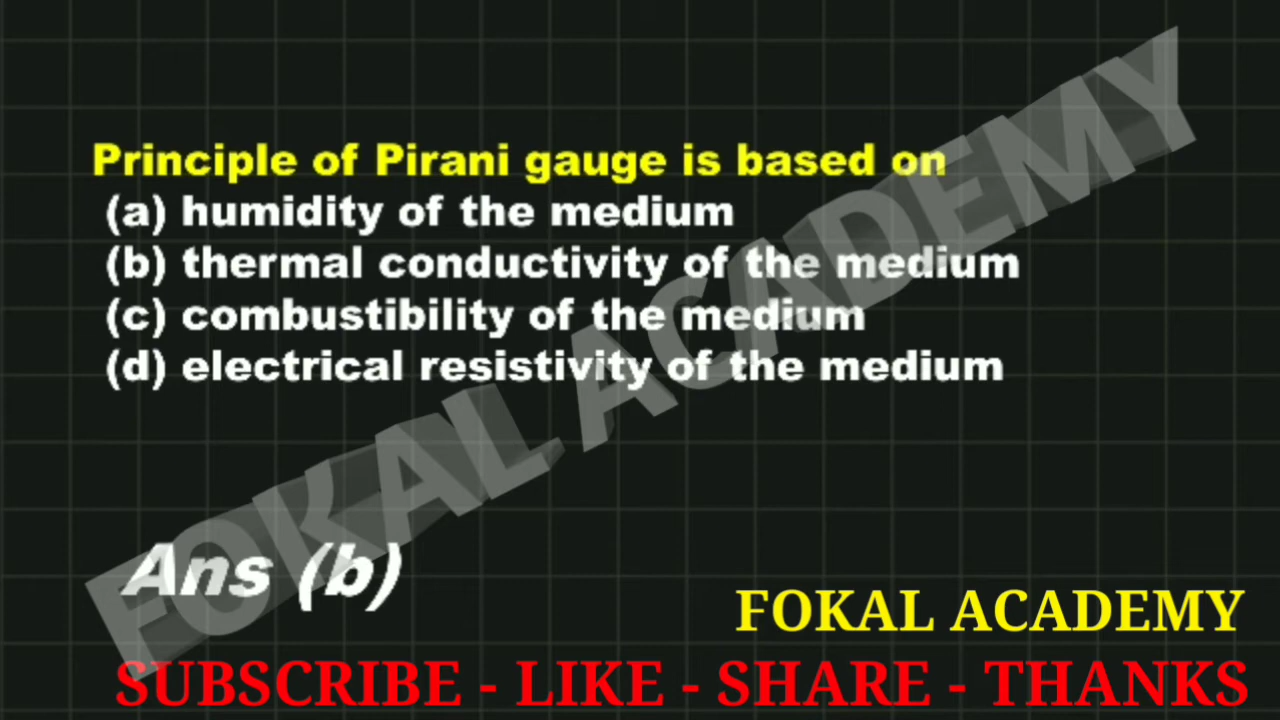 Principle of Pirani gauge is based on
(a) humidity of the medium
(b) thermal conductivity of the medium
(c) combustibility of the medium
(d) electrical resistivity of the medium
FOKAL ACADEMY
Ans (b)
FOKAL ACADEMY
SUBSCRIBE - LIKE - SHARE - THANKS